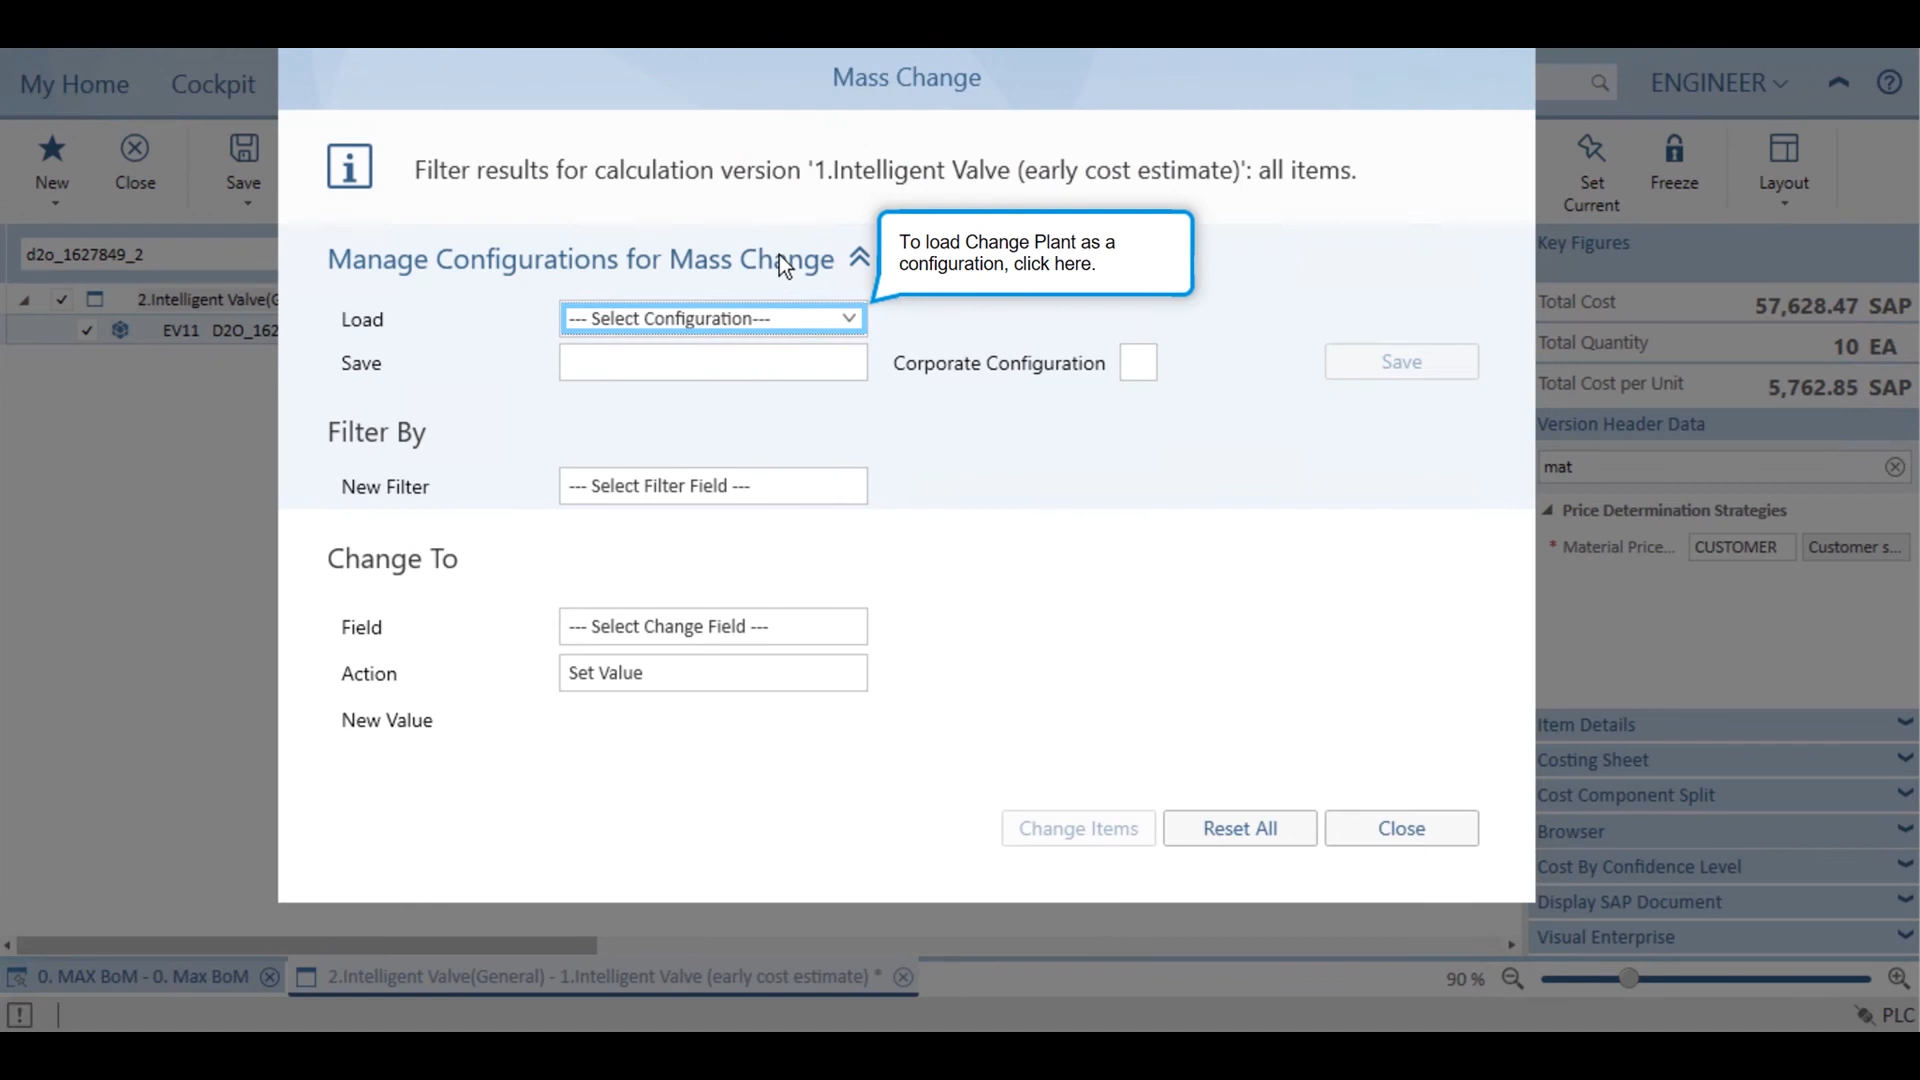 My Home
Cockpit
Mass Change
ENGINEER
New
Close
Save
Set
Current
Freeze
Layout
Filter results for calculation version '1.Intelligent Valve (early cost estimate)': all items.
d2o_1627849_2
2.Intelligent Valve(G
EV11 D2O_162
Manage Configurations for Mass Change
To load Change Plant as a
configuration, click here.
Load
--- Select Configuration---
Save
Corporate Configuration
Save
Filter By
New Filter
--- Select Filter Field ---
Change To
Field
--- Select Change Field ---
Action
Set Value
New Value
Change Items
Reset All
Close
Key Figures
Total Cost
57,628.47 SAP
Total Quantity
10 EA
Total Cost per Unit
5,762.85 SAP
Version Header Data
mat
Price Determination Strategies
* Material Price...
CUSTOMER
Customer s...
Item Details
Costing Sheet
Cost Component Split
Browser
Cost By Confidence Level
Display SAP Document
Visual Enterprise
0. MAX BoM - 0. Max BoM
2.Intelligent Valve(General) - 1.Intelligent Valve (early cost estimate) *
90 %
PLC